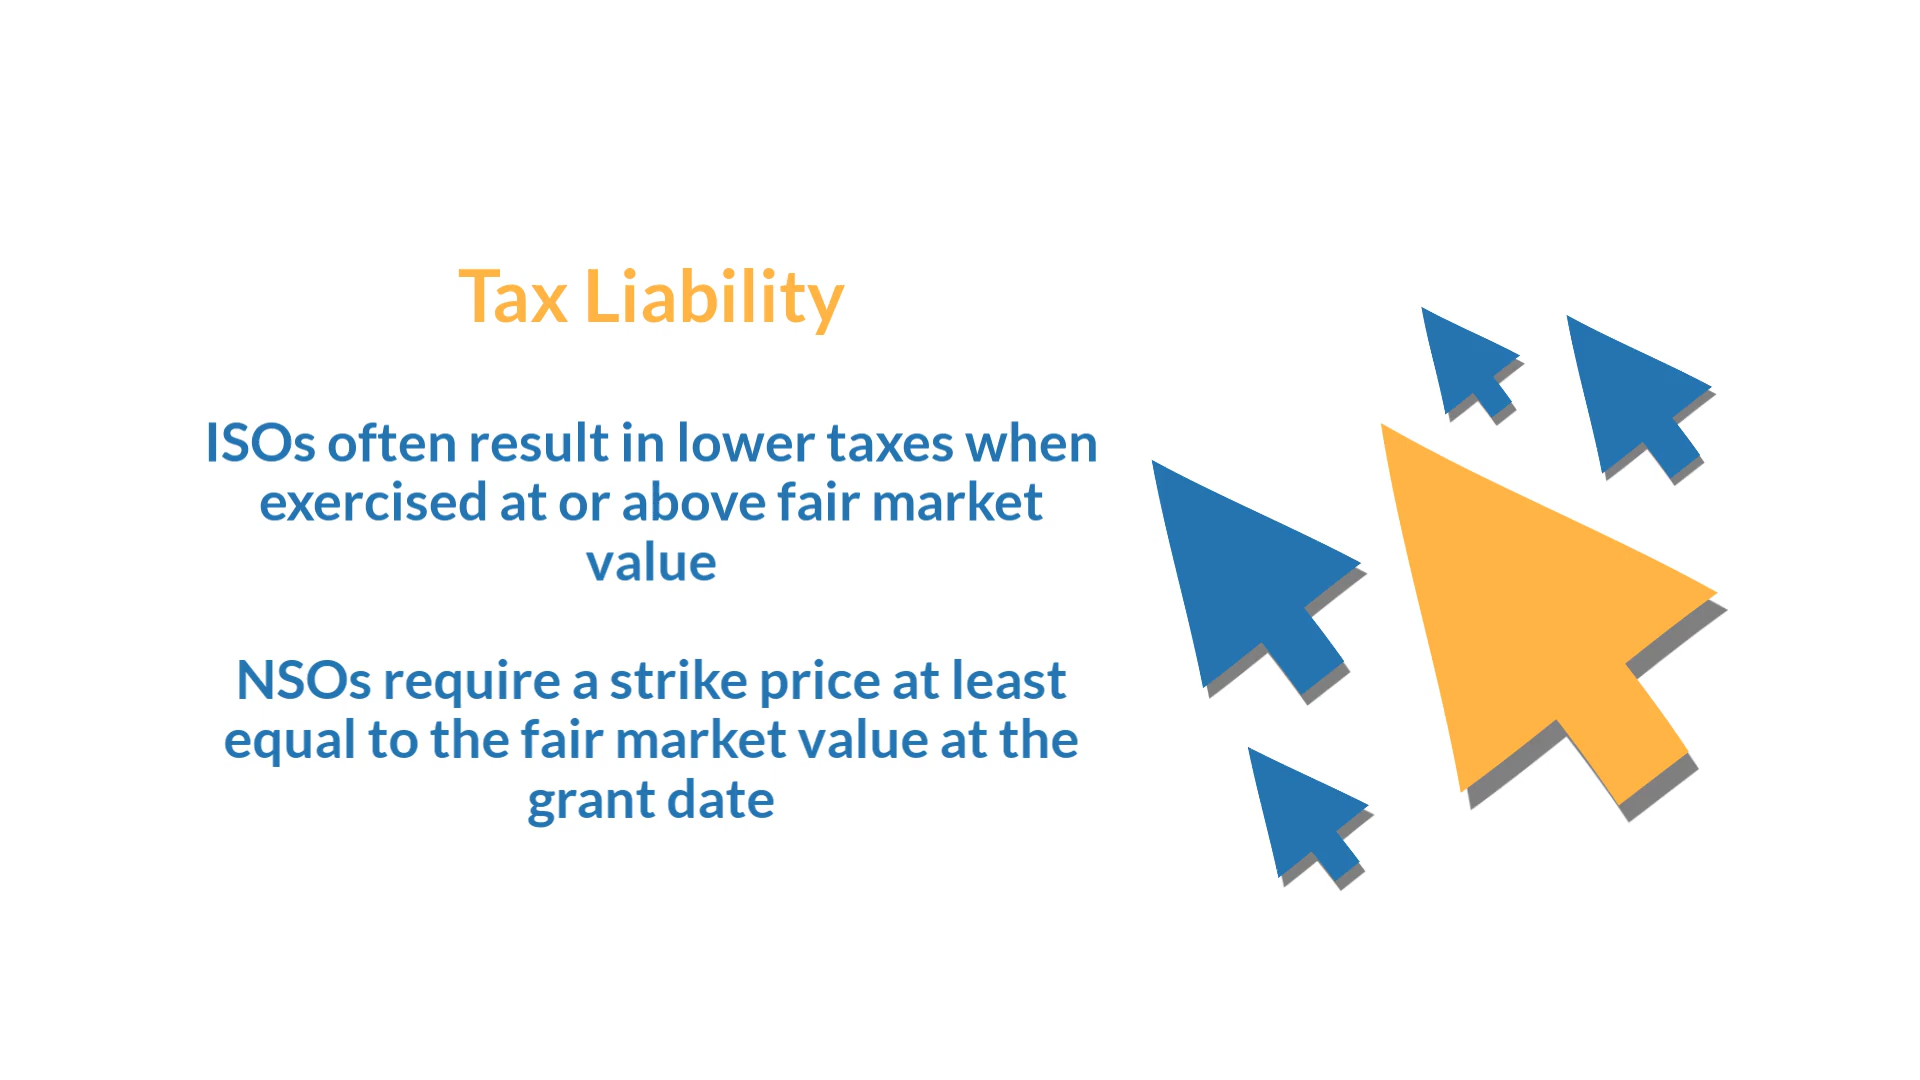 Tax Liability
ISOs often result in lower taxes when
exercised at or above fair market
value
NSOs require a strike price at least
equal to the fair market value at the
grant date